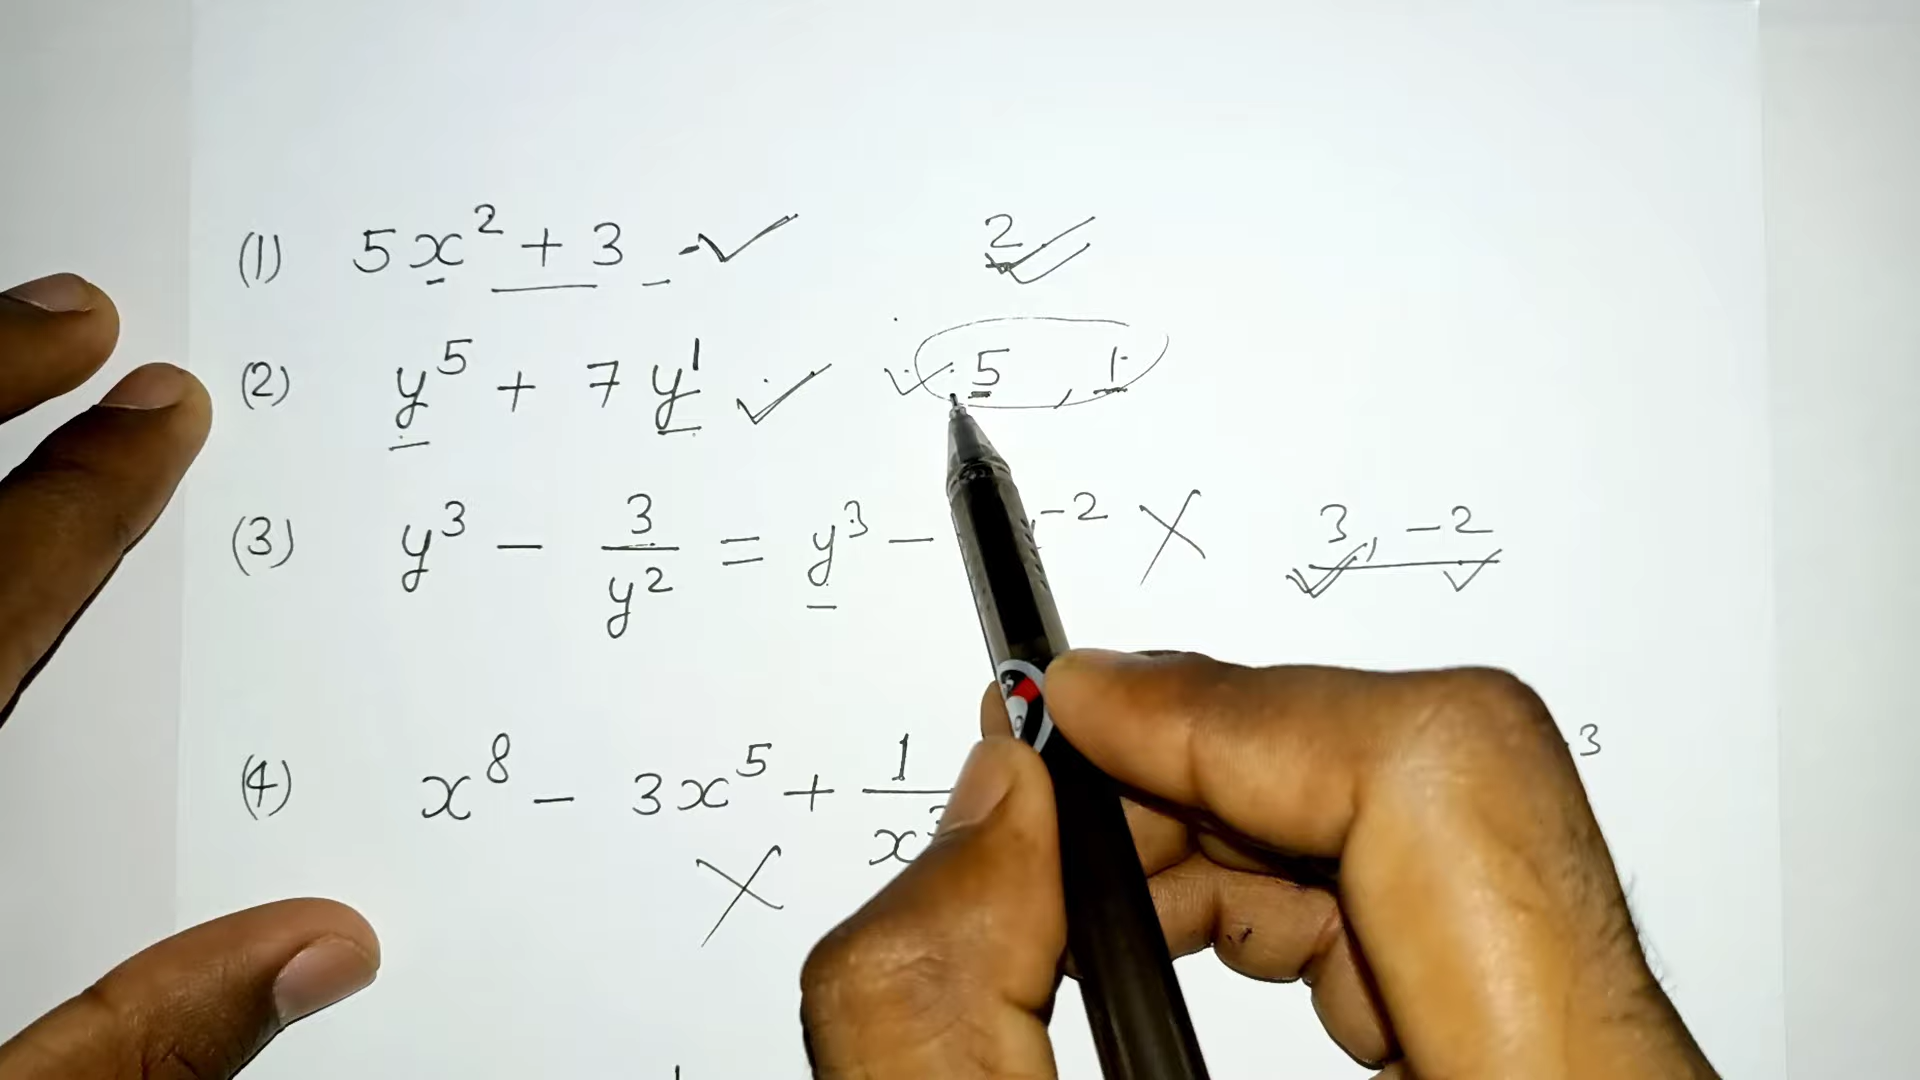 (1) 5x² + 3 ✓ 2 ✓
(2) y⁵ + 7y¹ ✓ ✓ 5, 1
(3) y³ − 3/y² = y³ − ⁻² ✗ 3, −2 ✓ ✓
(4) x⁸ − 3x⁵ + 1/x³ ³
✗